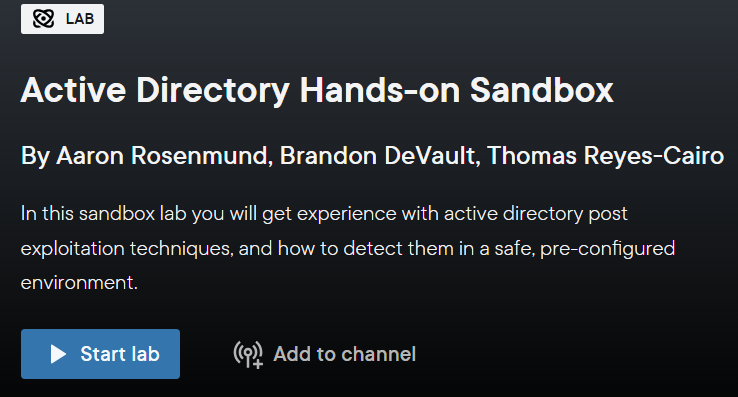 LAB
Active Directory Hands-on Sandbox
By Aaron Rosenmund, Brandon DeVault, Thomas Reyes-Cairo
In this sandbox lab you will get experience with active directory post
exploitation techniques, and how to detect them in a safe, pre-configured
environment.
Start lab
Add to channel